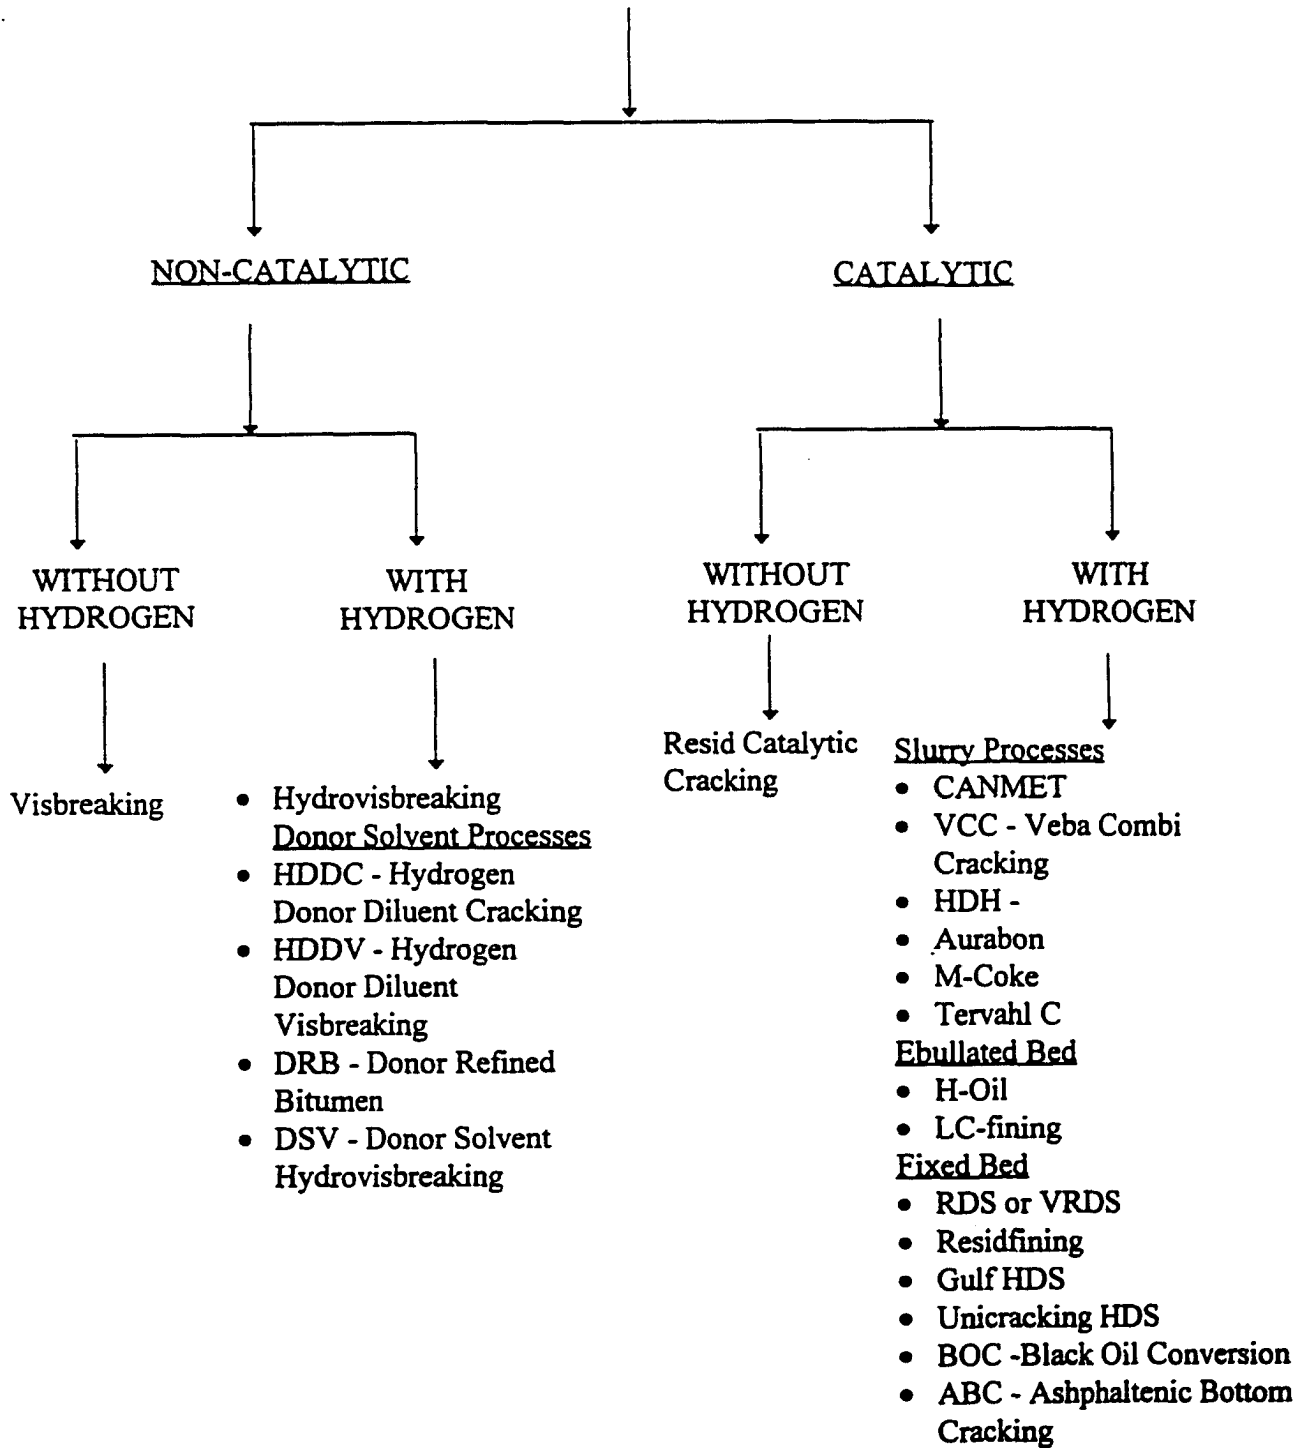 NON-CATALYTIC
CATALYTIC
WITHOUT
HYDROGEN
WITH
HYDROGEN
WITHOUT
HYDROGEN
WITH
HYDROGEN
Visbreaking
• Hydrovisbreaking
Donor Solvent Processes
• HDDC - Hydrogen
Donor Diluent Cracking
• HDDV - Hydrogen
Donor Diluent
Visbreaking
• DRB - Donor Refined
Bitumen
• DSV - Donor Solvent
Hydrovisbreaking
Resid Catalytic
Cracking
Slurry Processes
• CANMET
• VCC - Veba Combi
Cracking
• HDH -
• Aurabon
• M-Coke
• Tervahl C
Ebullated Bed
• H-Oil
• LC-fining
Fixed Bed
• RDS or VRDS
• Residfining
• Gulf HDS
• Unicracking HDS
• BOC -Black Oil Conversion
• ABC - Ashphaltenic Bottom
Cracking